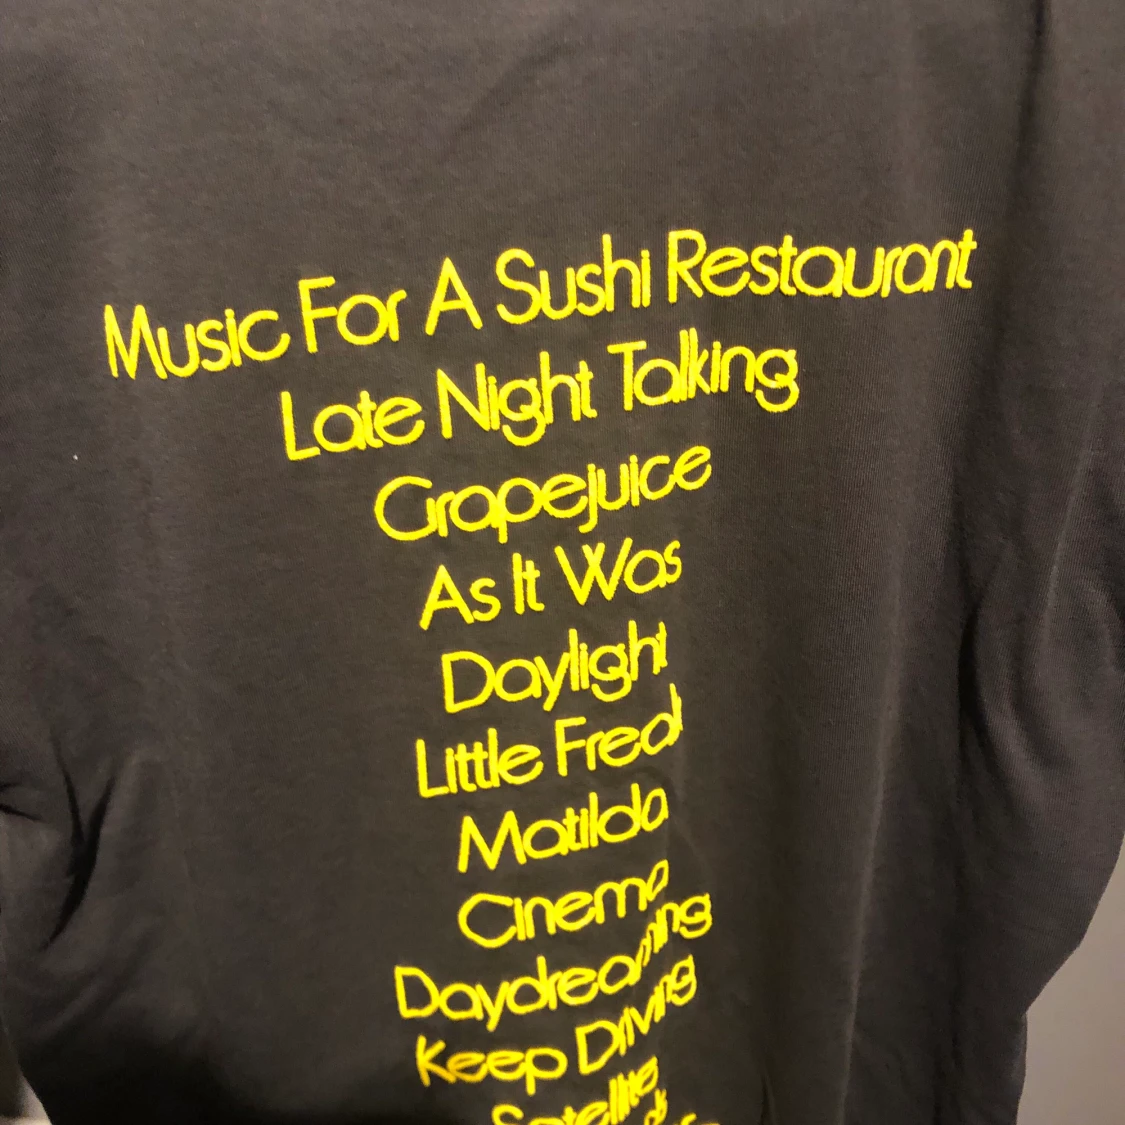 Music For A Sushi Restaurant
Late Night Talking
Grapejuice
As It Was
Daylight
Little Freak
Matilda
Cinema
Daydreaming
Keep Driving
Satellite